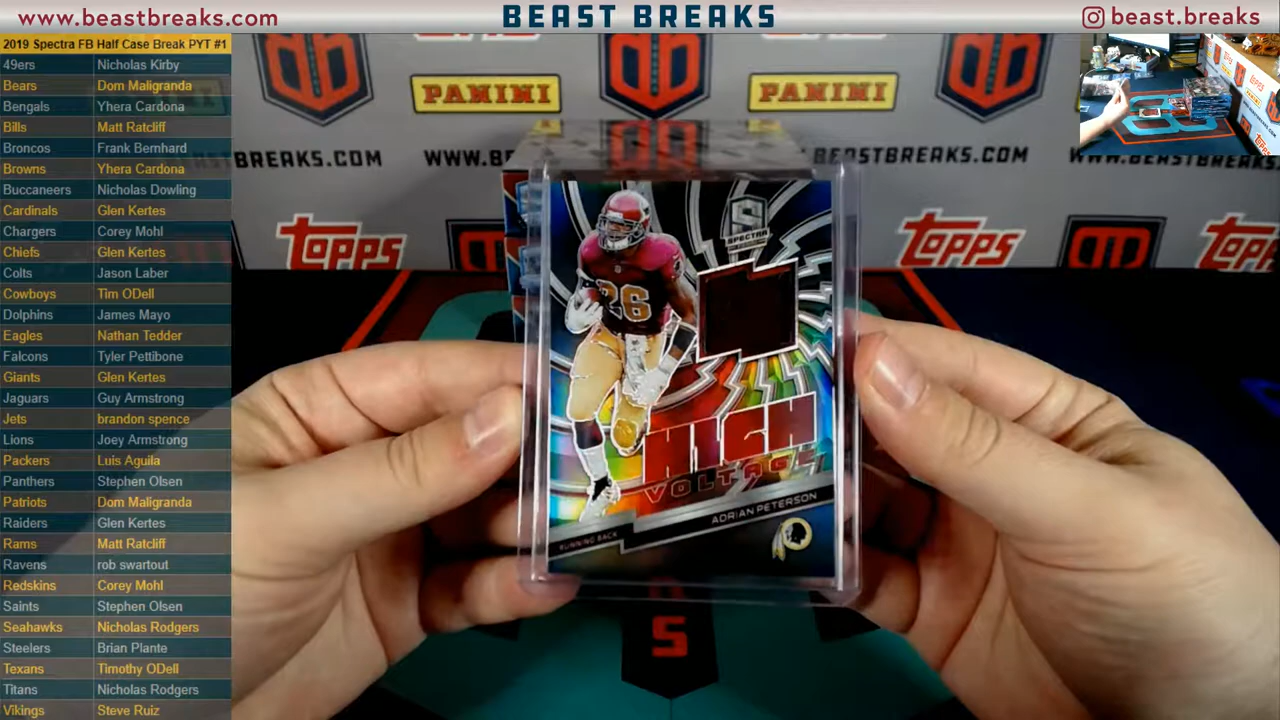 www.beastbreaks.com
BEAST BREAKS
beast.breaks
2019 Spectra FB Half Case Break PYT #1
49ers Nicholas Kirby
Bears Dom Maligranda
Bengals Yhera Cardona
Bills Matt Ratcliff
Broncos Frank Bernhard
Browns Yhera Cardona
Buccaneers Nicholas Dowling
Cardinals Glen Kertes
Chargers Corey Mohl
Chiefs Glen Kertes
Colts Jason Laber
Cowboys Tim ODell
Dolphins James Mayo
Eagles Nathan Tedder
Falcons Tyler Pettibone
Giants Glen Kertes
Jaguars Guy Armstrong
Jets brandon spence
Lions Joey Armstrong
Packers Luis Aguila
Panthers Stephen Olsen
Patriots Dom Maligranda
Raiders Glen Kertes
Rams Matt Ratcliff
Ravens rob swartout
Redskins Corey Mohl
Saints Stephen Olsen
Seahawks Nicholas Rodgers
Steelers Brian Plante
Texans Timothy ODell
Titans Nicholas Rodgers
Vikings Steve Ruiz
PANINI
PANINI
BEASTBREAKS.COM
WWW.BEASTBREAKS.COM
WWW.BEASTBREAKS
topps
topps
topps
topps
SPECTRA
26
HIGH
VOLTAGE
ADRIAN PETERSON
RUNNING BACK
S